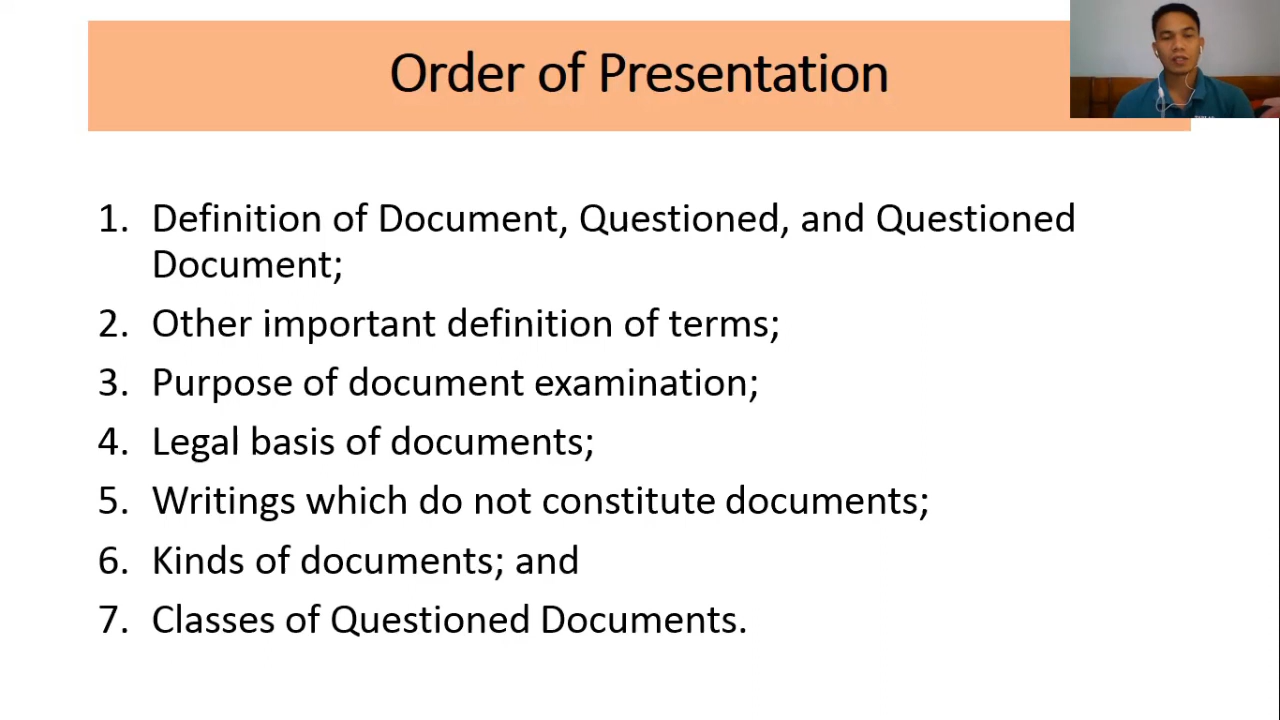 Order of Presentation
1. Definition of Document, Questioned, and Questioned
Document;
2. Other important definition of terms;
3. Purpose of document examination;
4. Legal basis of documents;
5. Writings which do not constitute documents;
6. Kinds of documents; and
7. Classes of Questioned Documents.